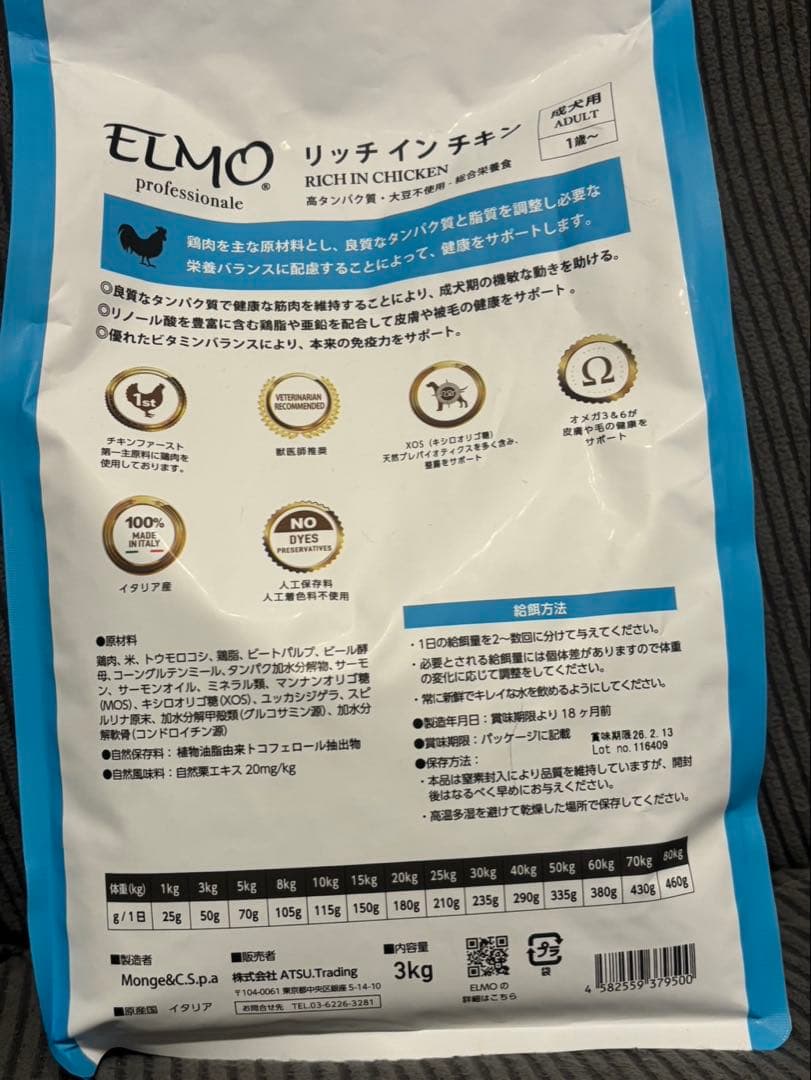 ELMO®
professionale
リッチ イン チキン
RICH IN CHICKEN
高タンパク質・大豆不使用・総合栄養食
成犬用
ADULT
1歳～
鶏肉を主な原材料とし、良質なタンパク質と脂質を調整し必要な
栄養バランスに配慮することによって、健康をサポートします。
◎良質なタンパク質で健康な筋肉を維持することにより、成犬期の機敏な動きを助ける。
◎リノール酸を豊富に含む鶏脂や亜鉛を配合して皮膚や被毛の健康をサポート。
◎優れたビタミンバランスにより、本来の免疫力をサポート。
1st
チキンファースト
第一主原料に鶏肉を
使用しております。
VETERINARIAN
RECOMMENDED
獣医師推奨
XOS
XOS（キシロオリゴ糖）
天然プレバイオティクスを多く含み、
整腸をサポート
Ω
オメガ3&6が
皮膚や毛の健康を
サポート
100%
MADE
IN ITALY
イタリア産
NO
DYES
PRESERVATIVES
人工保存料
人工着色料不使用
●原材料
鶏肉、米、トウモロコシ、鶏脂、ビートパルプ、ビール酵
母、コーングルテンミール、タンパク加水分解物、サーモ
ン、サーモンオイル、ミネラル類、マンナンオリゴ糖
(MOS)、キシロオリゴ糖(XOS)、ユッカシジゲラ、スピ
ルリナ原末、加水分解甲殻類(グルコサミン源)、加水分
解軟骨(コンドロイチン源)
●自然保存料：植物油脂由来トコフェロール抽出物
●自然風味料：自然栗エキス 20mg/kg
給餌方法
・1日の給餌量を2～数回に分けて与えてください。
・必要とされる給餌量には個体差がありますので体重
の変化に応じて調整をしてください。
・常に新鮮でキレイな水を飲めるようにしてください。
●製造年月日：賞味期限より18ヶ月前
●賞味期限：パッケージに記載
賞味期限26. 2.13
Lot no.116409
●保存方法：
・本品は窒素封入により品質を維持していますが、開封
後はなるべく早めにお与えください。
・高温多湿を避けて乾燥した場所で保存してください。
体重(kg) 1kg 3kg 5kg 8kg 10kg 15kg 20kg 25kg 30kg 40kg 50kg 60kg 70kg 80kg
g/1日 25g 50g 70g 105g 115g 150g 180g 210g 235g 290g 335g 380g 430g 460g
■製造者
Monge&C.S.p.a
■原産国 イタリア
■販売者
株式会社 ATSU.Trading
〒104-0061 東京都中央区銀座 5-14-10
お問合せ先 TEL.03-6226-3281
■内容量
3kg
ELMO の
詳細はこちら
プラ
袋
4 582559 379500